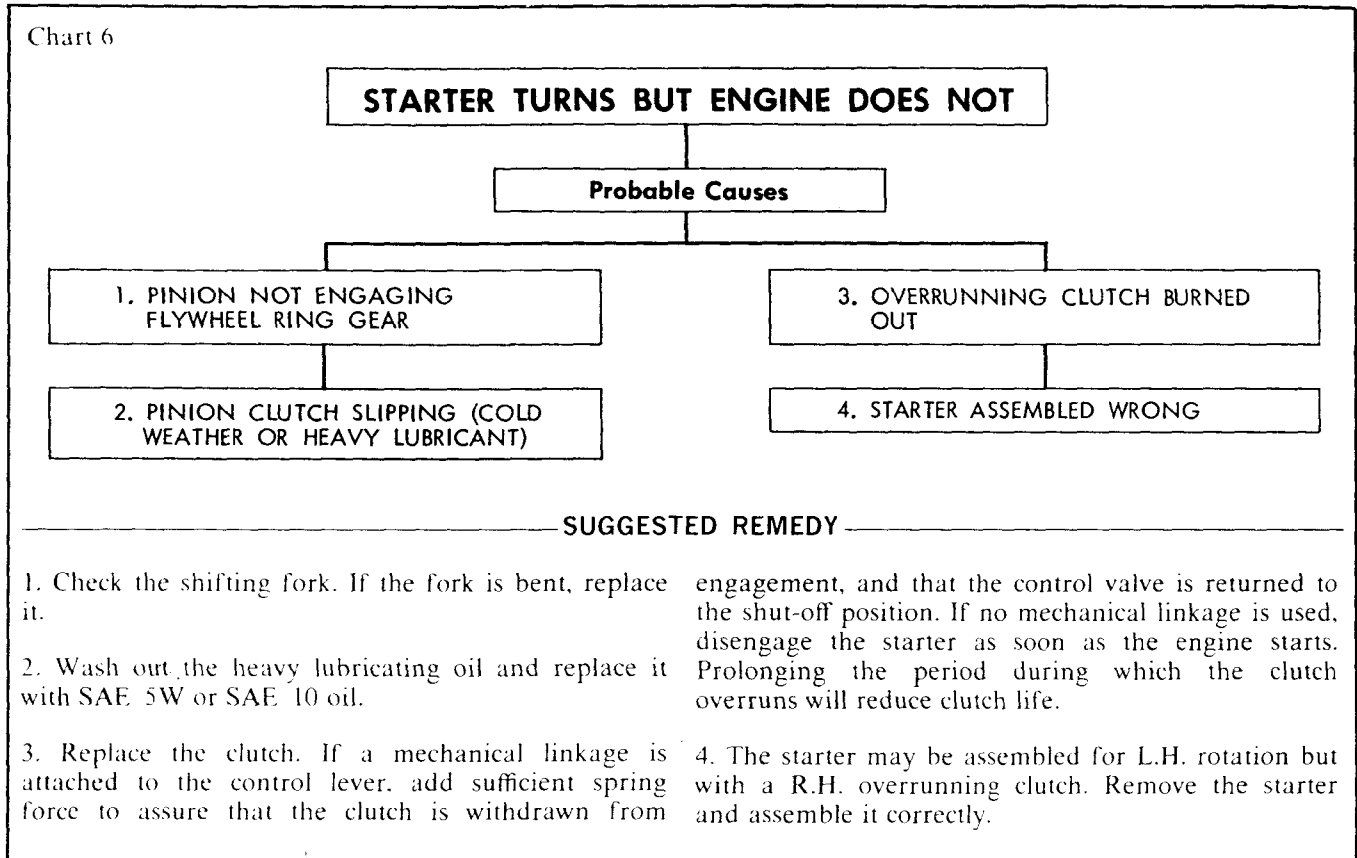 Chart 6
STARTER TURNS BUT ENGINE DOES NOT
Probable Causes
1. PINION NOT ENGAGING
FLYWHEEL RING GEAR
2. PINION CLUTCH SLIPPING (COLD
WEATHER OR HEAVY LUBRICANT)
3. OVERRUNNING CLUTCH BURNED
OUT
4. STARTER ASSEMBLED WRONG
SUGGESTED REMEDY
1. Check the shifting fork. If the fork is bent, replace
it.
2. Wash out the heavy lubricating oil and replace it
with SAE 5W or SAE 10 oil.
3. Replace the clutch. If a mechanical linkage is
attached to the control lever, add sufficient spring
force to assure that the clutch is withdrawn from
engagement, and that the control valve is returned to
the shut-off position. If no mechanical linkage is used,
disengage the starter as soon as the engine starts.
Prolonging the period during which the clutch
overruns will reduce clutch life.
4. The starter may be assembled for L.H. rotation but
with a R.H. overrunning clutch. Remove the starter
and assemble it correctly.